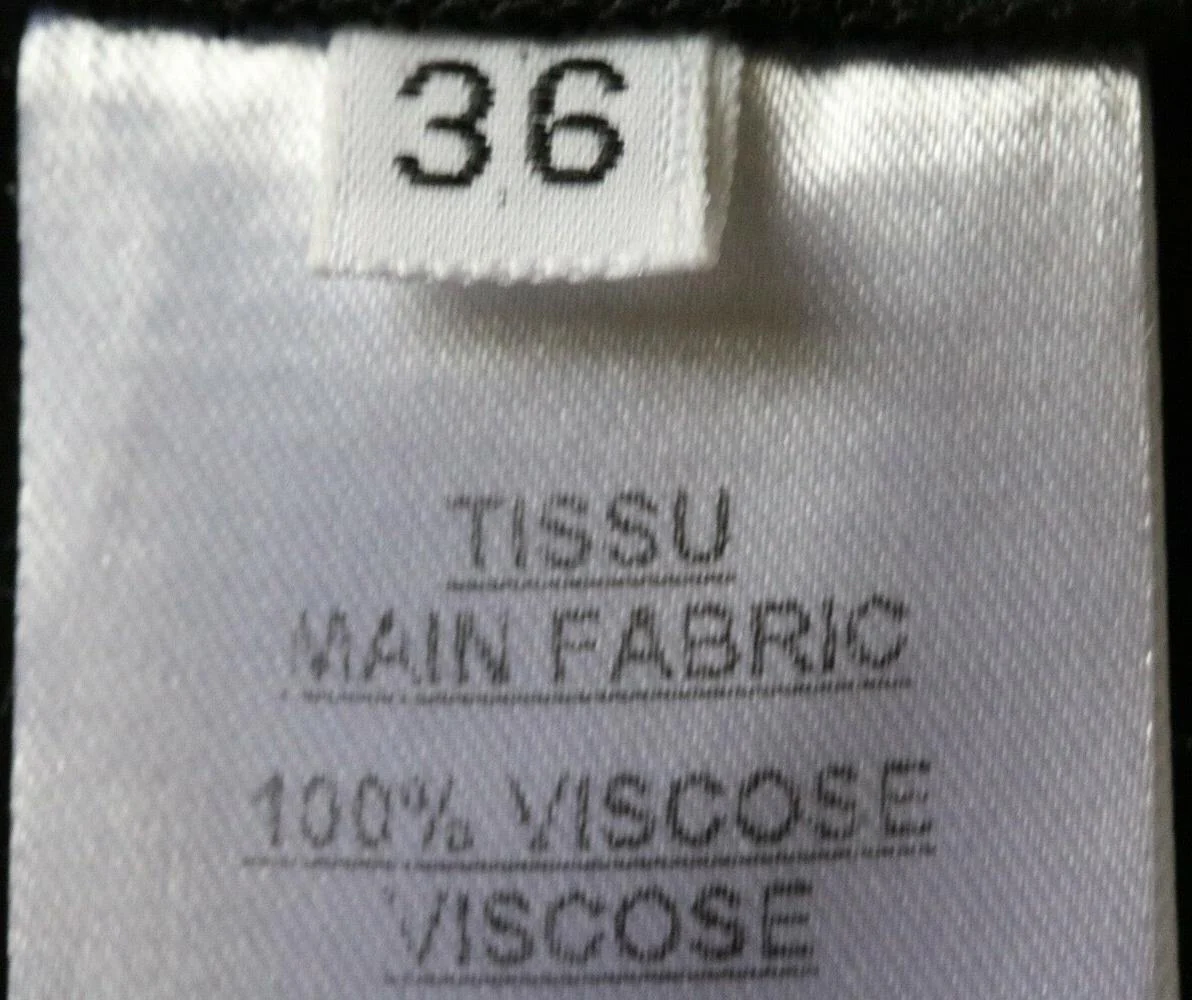 36
TISSU
MAIN FABRIC
100% VISCOSE
VISCOSE